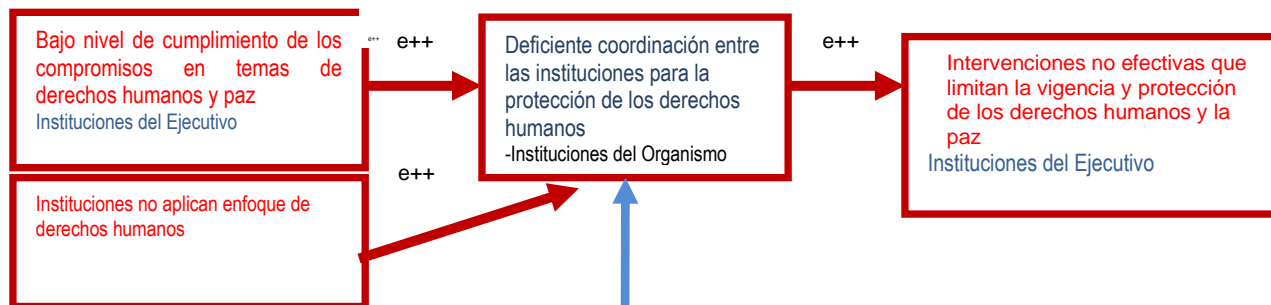 Bajo nivel de cumplimiento de los
compromisos en temas de
derechos humanos y paz
Instituciones del Ejecutivo
e++
e++
Deficiente coordinación entre
las instituciones para la
protección de los derechos
humanos
-Instituciones del Organismo
e++
Intervenciones no efectivas que
limitan la vigencia y protección
de los derechos humanos y la
paz
Instituciones del Ejecutivo
e++
Instituciones no aplican enfoque de
derechos humanos